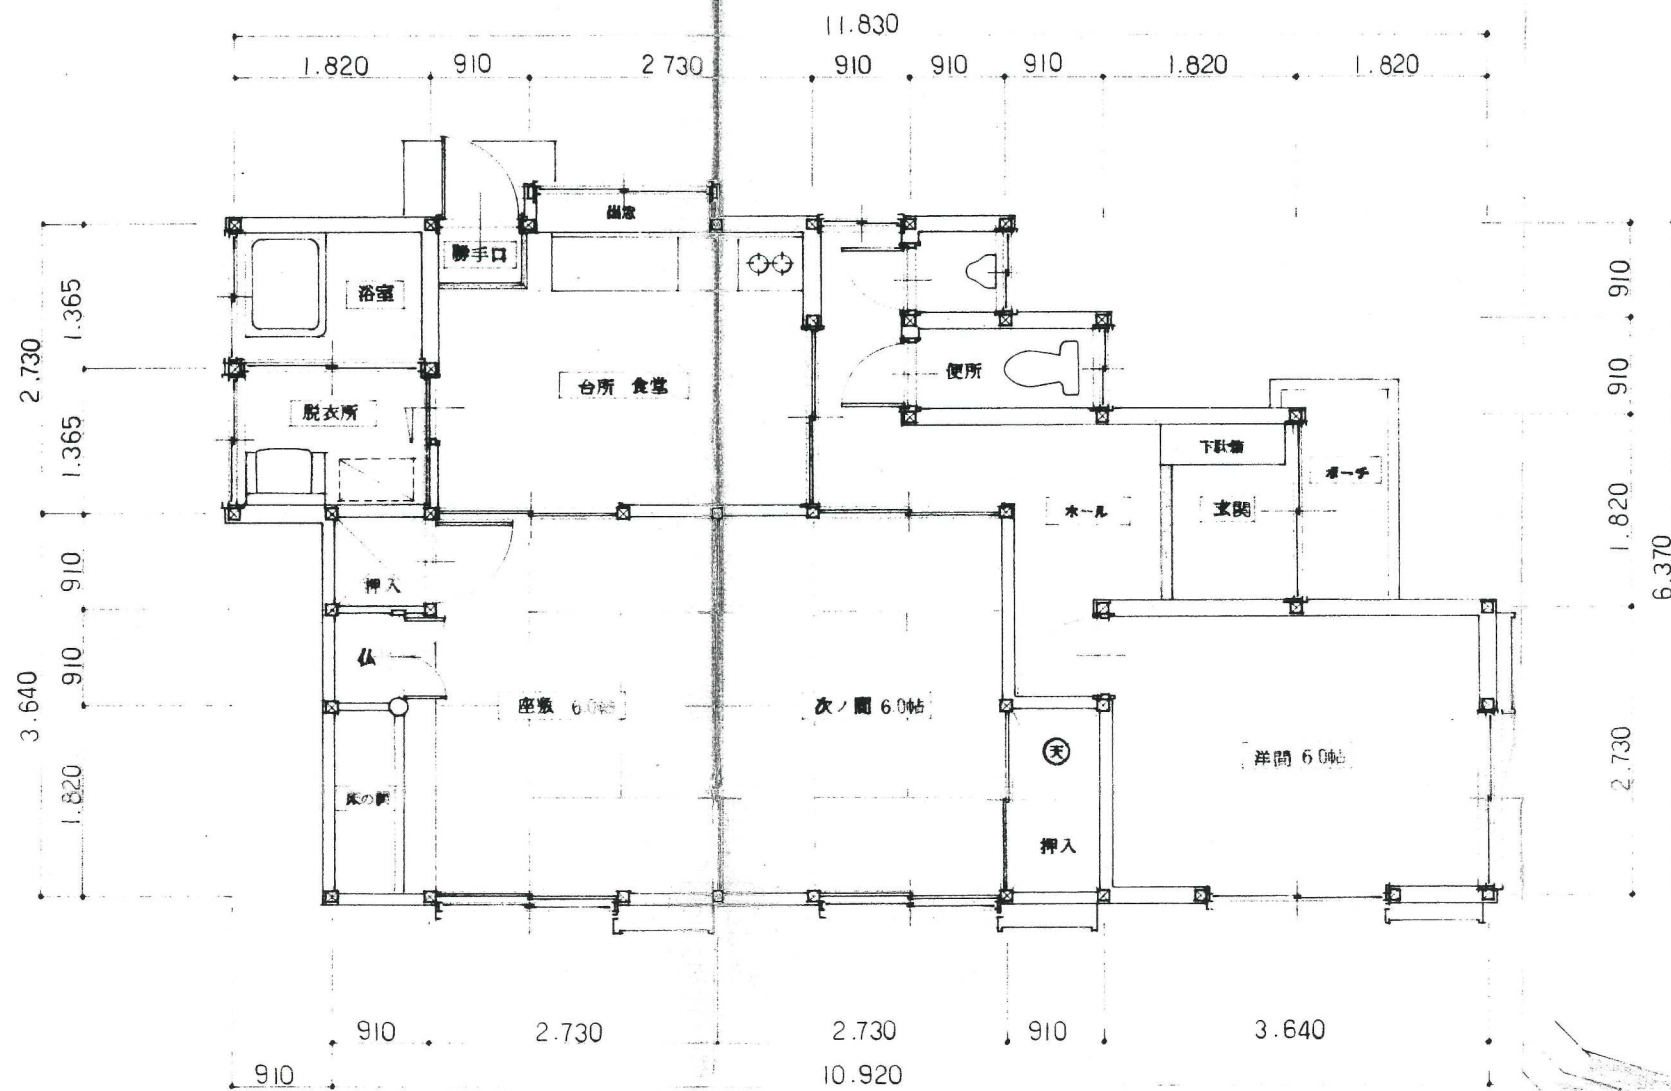 11.830
1.820 910 2 730 910 910 910 1.820 1.820
出窓
勝手口
浴室
2.730
1.365
1.365
910
910
1.820
6.370
台所 食堂
便所
脱衣所
下駄箱
ポーチ
ホール
玄関
押入
仏
座敷 6.0帖
次ノ間 6.0帖
天
洋間 6.0帖
床の間
押入
3.640
910
910
1.820
2.730
910 2.730 2.730 910 3.640
910 10.920